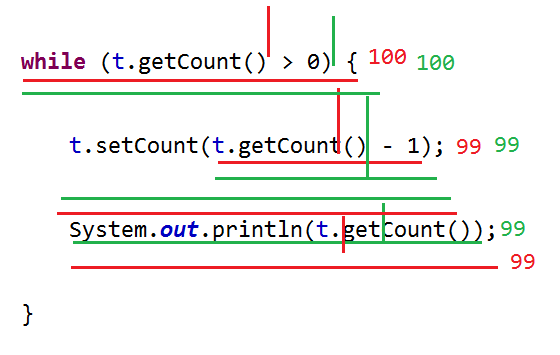 while (t.getCount() > 0) { 100 100
t.setCount(t.getCount() - 1); 99 99
System.out.println(t.getCount()); 99
99
}